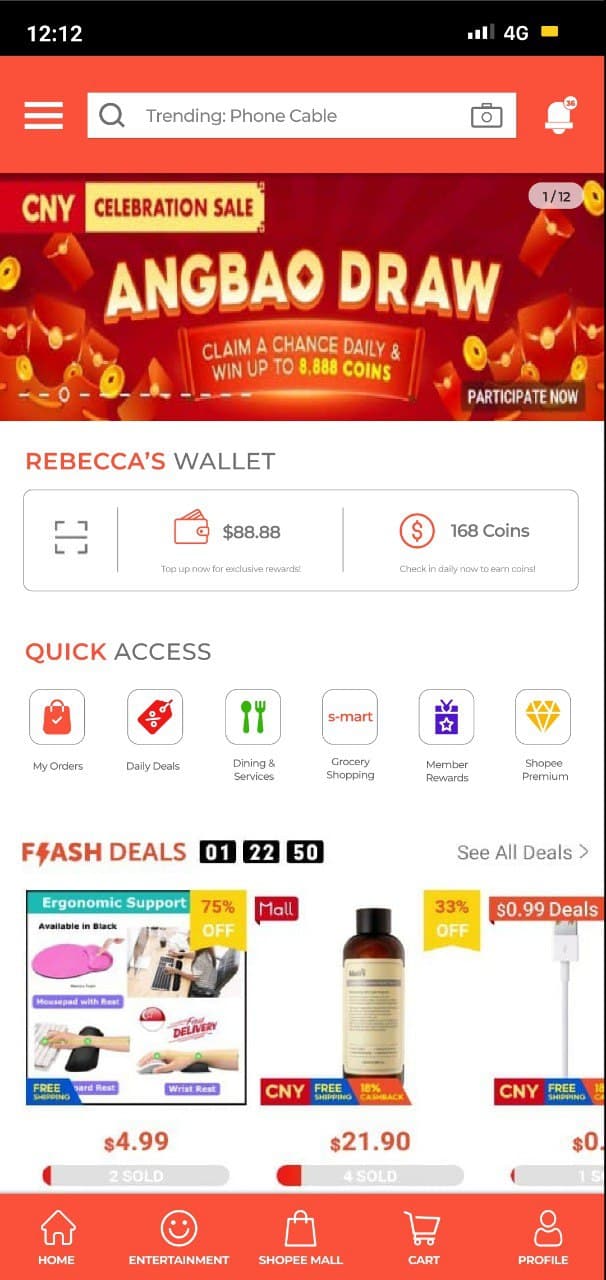 12:12
4G
Trending: Phone Cable
36
CNY CELEBRATION SALE
1/12
ANGBAO DRAW
CLAIM A CHANCE DAILY &
WIN UP TO 8,888 COINS
PARTICIPATE NOW
REBECCA'S WALLET
$88.88
168 Coins
Top up now for exclusive rewards!
Check in daily now to earn coins!
QUICK ACCESS
s-mart
My Orders
Daily Deals
Dining &
Services
Grocery
Shopping
Member
Rewards
Shopee
Premium
FLASH DEALS 01 22 50
See All Deals >
Ergonomic Support
Available in Black
75%
OFF
Mousepad with Rest
Fast
DELIVERY
FREE
SHIPPING
oard Rest
Wrist Rest
Mall
33%
OFF
CNY
FREE
SHIPPING
18%
CASHBACK
$0.99 Deals
CNY
FREE
SHIPPING
18
$4.99
$21.90
$0.
2 SOLD
4 SOLD
1 S
HOME
ENTERTAINMENT
SHOPEE MALL
CART
PROFILE